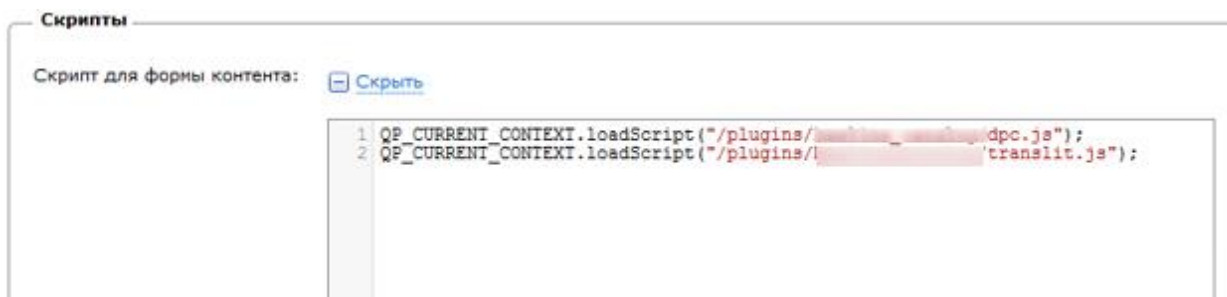 Скрипты
Скрипт для формы контента:
Скрыть
1 QP_CURRENT_CONTEXT.loadScript("/plugins/ dpc.js");
2 QP_CURRENT_CONTEXT.loadScript("/plugins/ /translit.js");